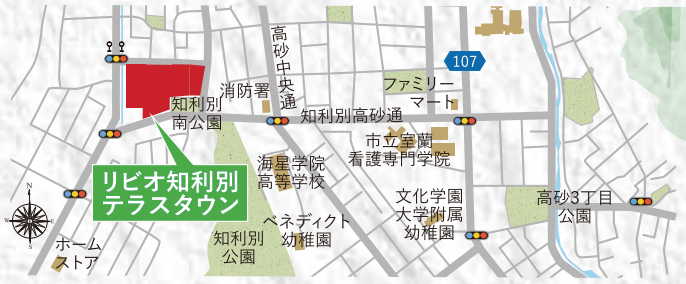 高砂中央通
107
消防署
ファミリー
マート
知利別
南公園
知利別高砂通
市立室蘭
看護専門学院
海星学院
高等学校
リビオ知利別
テラスタウン
文化学園
大学附属
幼稚園
高砂3丁目
公園
ベネディクト
幼稚園
知利別
公園
ホーム
ストア
N
W
E
S